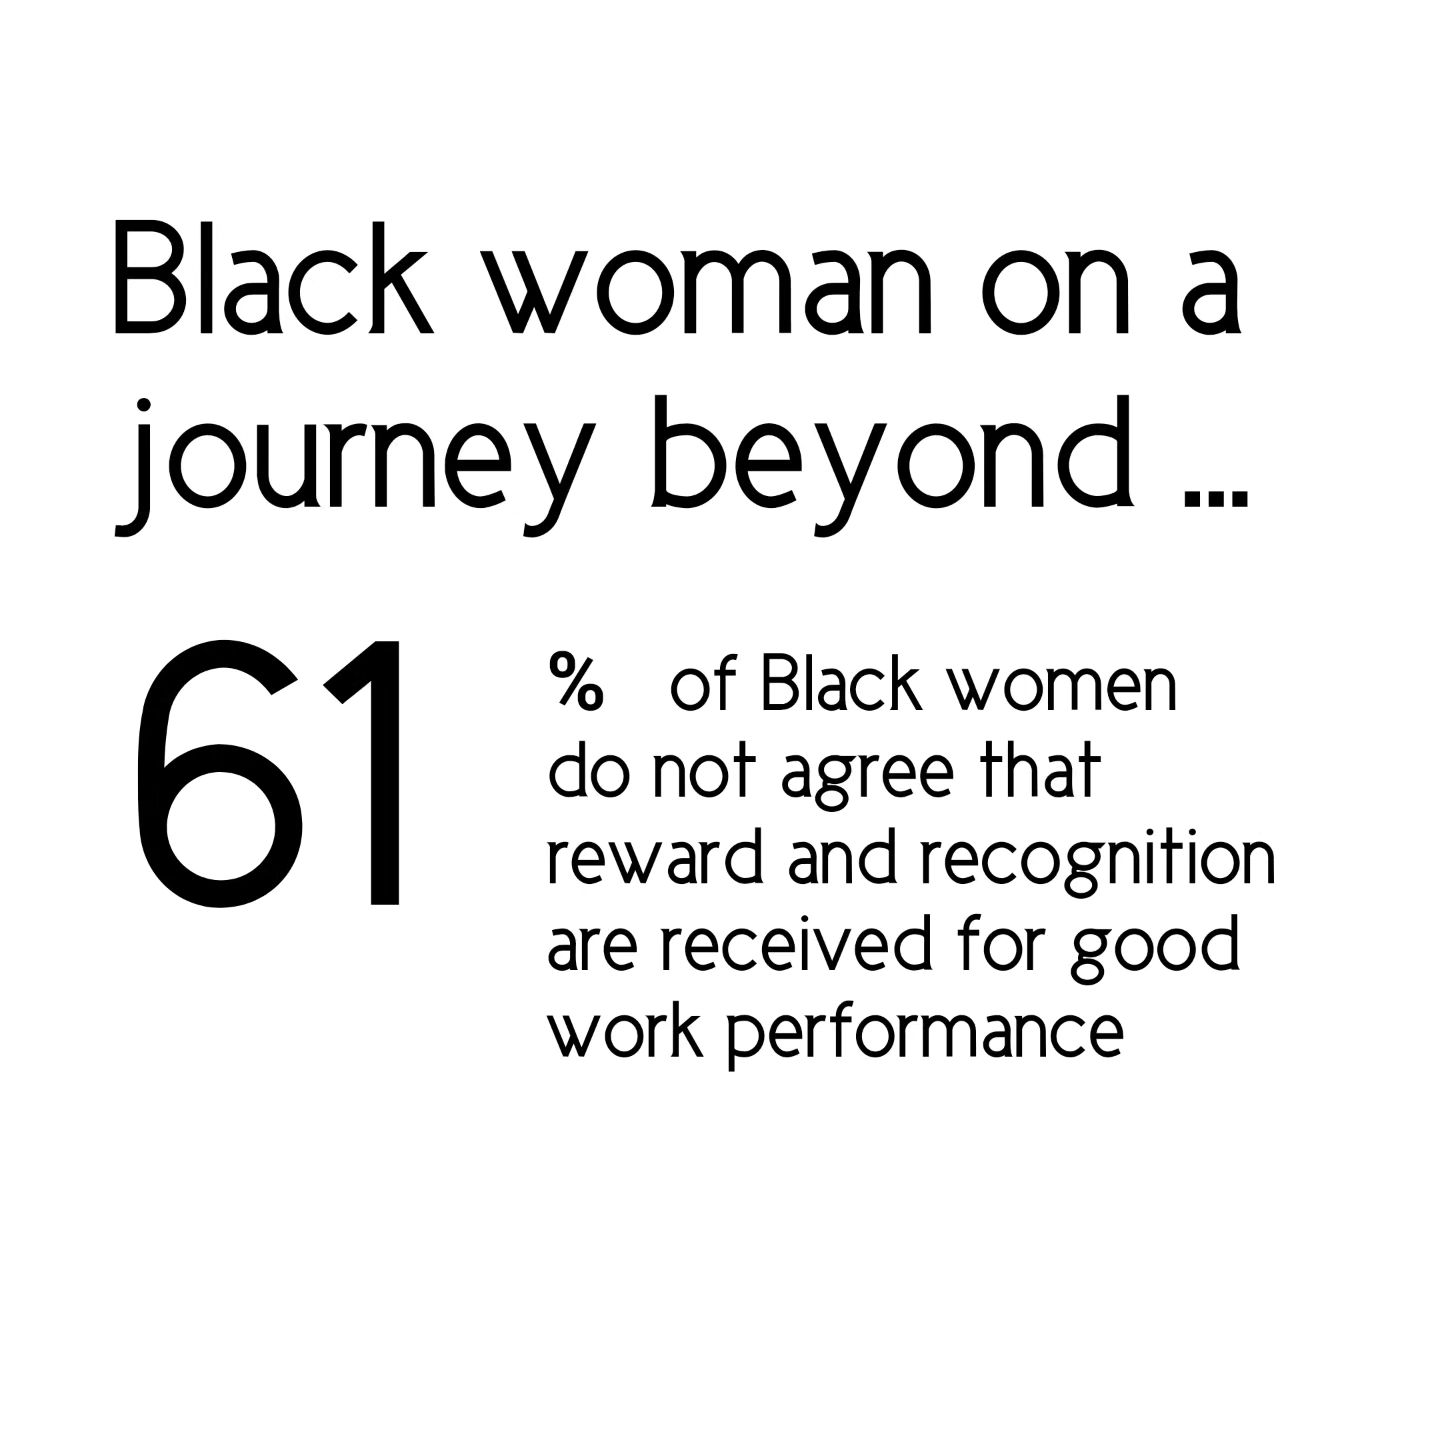 Black woman on a
journey beyond ...
61
% of Black women
do not agree that
reward and recognition
are received for good
work performance